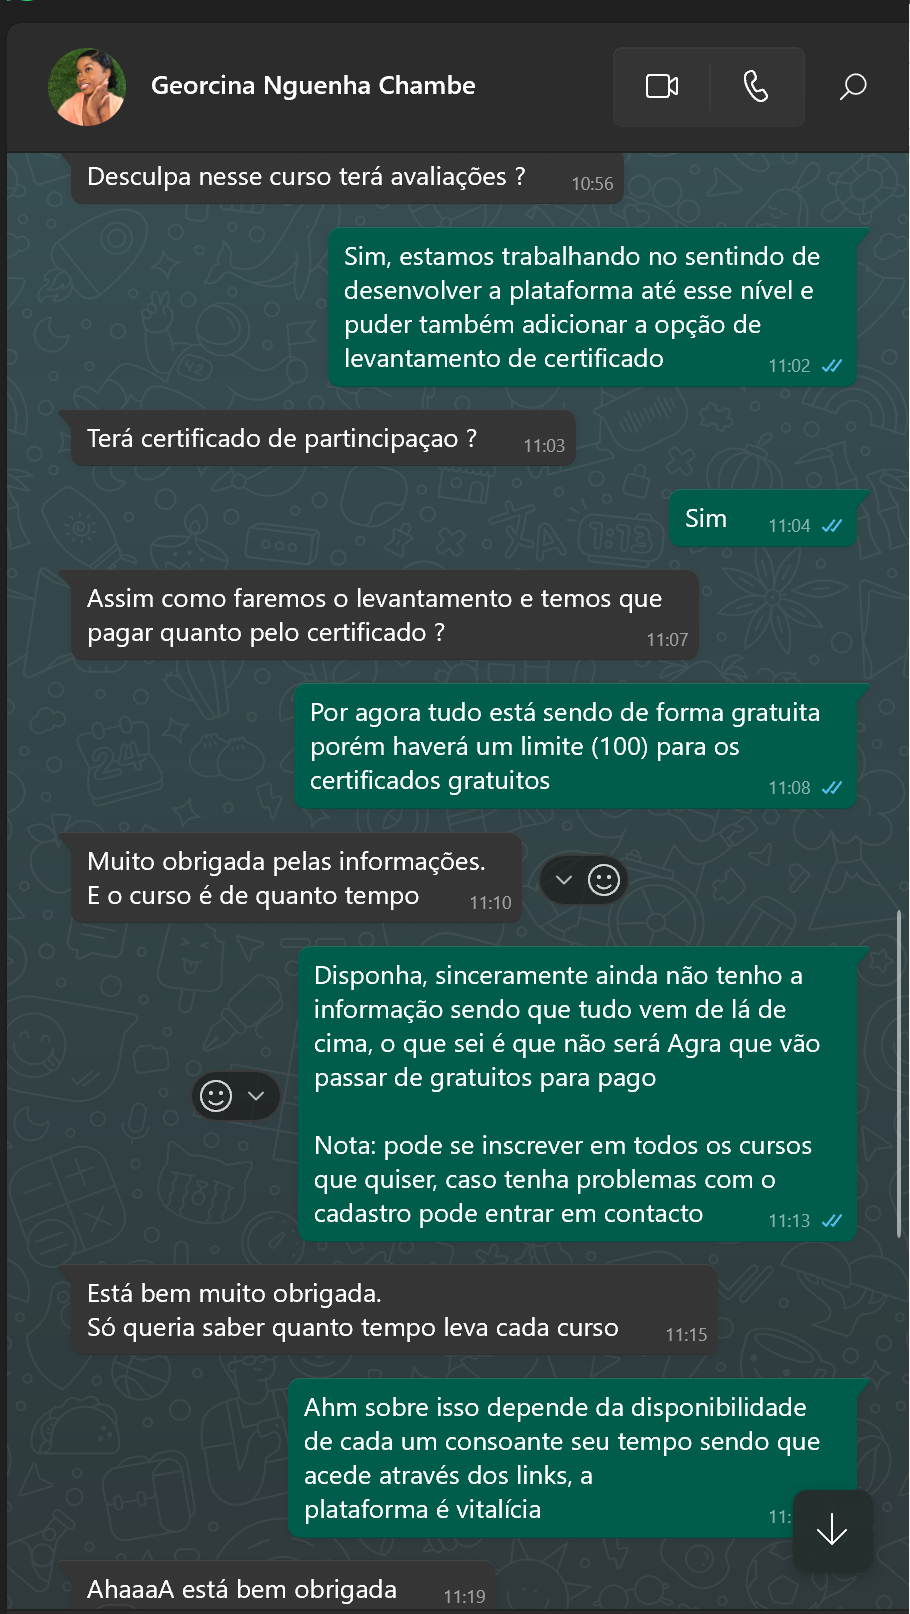 Georcina Nguenha Chambe
Desculpa nesse curso terá avaliações ?
10:56
Sim, estamos trabalhando no sentindo de
desenvolver a plataforma até esse nível e
puder também adicionar a opção de
levantamento de certificado
11:02
Terá certificado de partincipaçao ?
11:03
Sim
11:04
Assim como faremos o levantamento e temos que
pagar quanto pelo certificado ?
11:07
Por agora tudo está sendo de forma gratuita
porém haverá um limite (100) para os
certificados gratuitos
11:08
Muito obrigada pelas informações.
E o curso é de quanto tempo
11:10
Disponha, sinceramente ainda não tenho a
informação sendo que tudo vem de lá de
cima, o que sei é que não será Agra que vão
passar de gratuitos para pago
Nota: pode se inscrever em todos os cursos
que quiser, caso tenha problemas com o
cadastro pode entrar em contacto
11:13
Está bem muito obrigada.
Só queria saber quanto tempo leva cada curso
11:15
Ahm sobre isso depende da disponibilidade
de cada um consoante seu tempo sendo que
acede através dos links, a
plataforma é vitalícia
11:
AhaaaA está bem obrigada
11:19